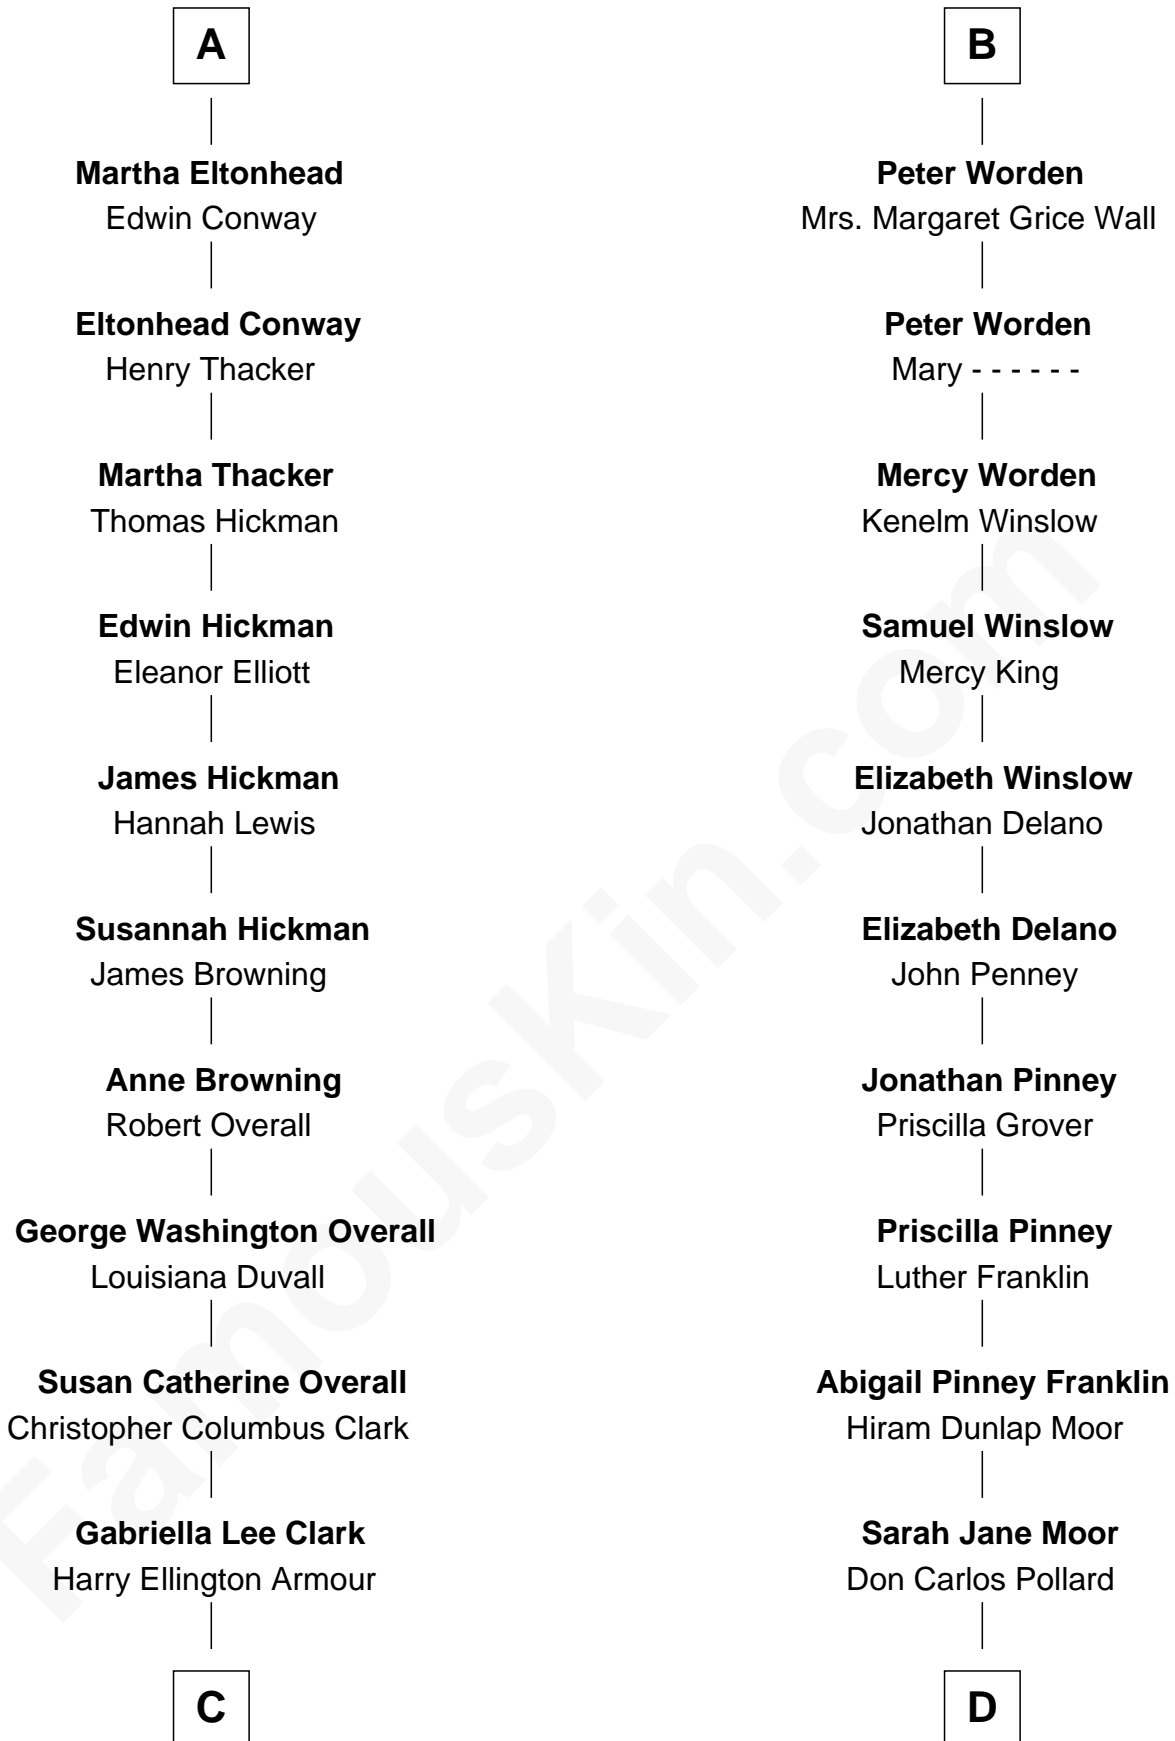 A
Martha Eltonhead
Edwin Conway
Eltonhead Conway
Henry Thacker
Martha Thacker
Thomas Hickman
Edwin Hickman
Eleanor Elliott
James Hickman
Hannah Lewis
Susannah Hickman
James Browning
Anne Browning
Robert Overall
George Washington Overall
Louisiana Duvall
Susan Catherine Overall
Christopher Columbus Clark
Gabriella Lee Clark
Harry Ellington Armour
C
B
Peter Worden
Mrs. Margaret Grice Wall
Peter Worden
Mary - - - - - -
Mercy Worden
Kenelm Winslow
Samuel Winslow
Mercy King
Elizabeth Winslow
Jonathan Delano
Elizabeth Delano
John Penney
Jonathan Pinney
Priscilla Grover
Priscilla Pinney
Luther Franklin
Abigail Pinney Franklin
Hiram Dunlap Moor
Sarah Jane Moor
Don Carlos Pollard
D
FamousKin.com